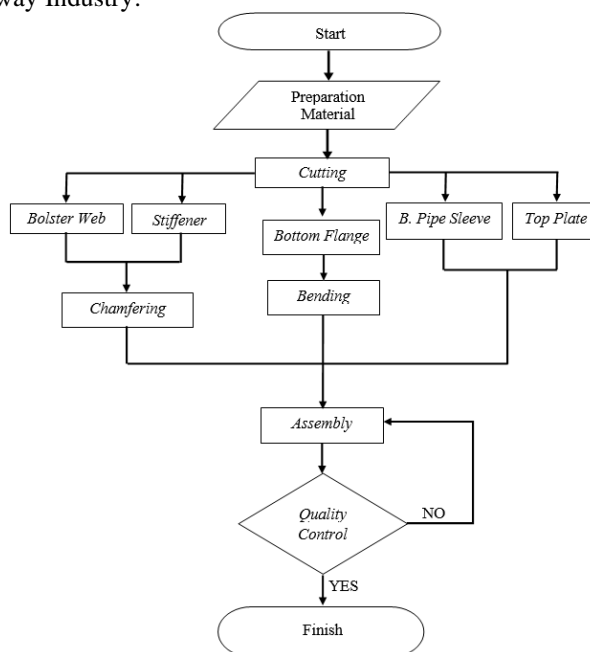 way Industry.
Start
Preparation
Material
Cutting
Bolster Web
Stiffener
Bottom Flange
B. Pipe Sleeve
Top Plate
Chamfering
Bending
Assembly
Quality
Control
NO
YES
Finish